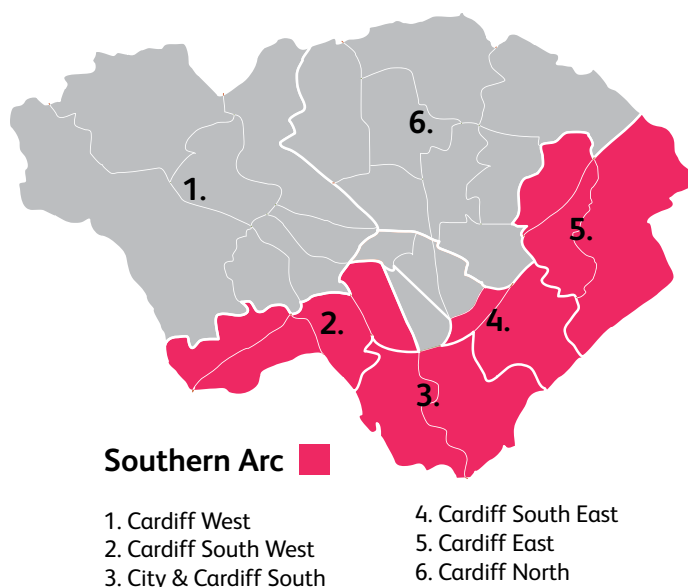 6.
1.
5.
2.
4.
3.
Southern Arc
1. Cardiff West
2. Cardiff South West
3. City & Cardiff South
4. Cardiff South East
5. Cardiff East
6. Cardiff North